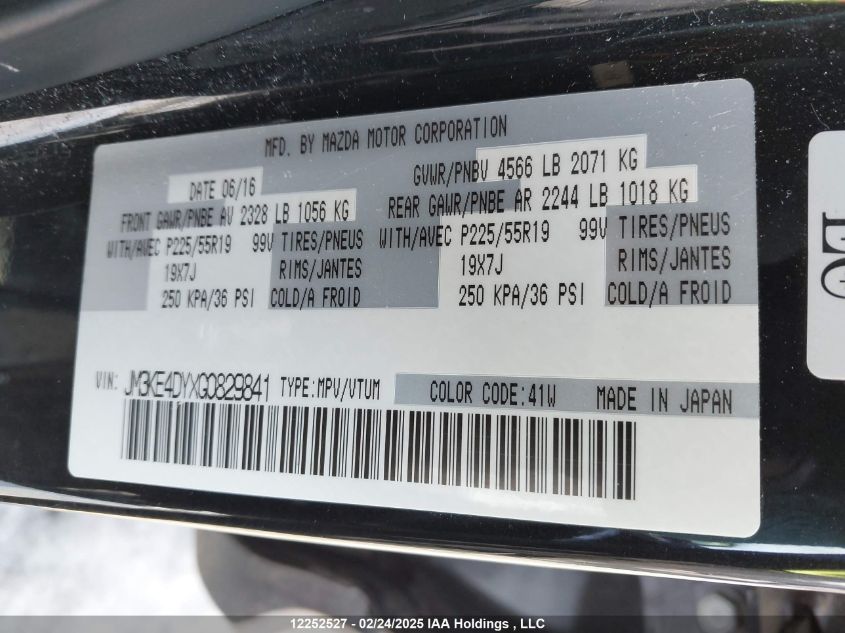 MFD. BY MAZDA MOTOR CORPORATION
DATE 06/16 GVWR/PNBV 4566 LB 2071 KG
FRONT GAWR/PNBE AV 2328 LB 1056 KG REAR GAWR/PNBE AR 2244 LB 1018 KG
WITH/AVEC P225/55R19 99V TIRES/PNEUS WITH/AVEC P225/55R19 99V TIRES/PNEUS
19X7J RIMS/JANTES 19X7J RIMS/JANTES
250 KPA/36 PSI COLD/A FROID 250 KPA/36 PSI COLD/A FROID
VIN: JM3KE4DYXG0829841 TYPE:MPV/VTUM COLOR CODE:41W MADE IN JAPAN
12252527 - 02/24/2025 IAA Holdings , LLC